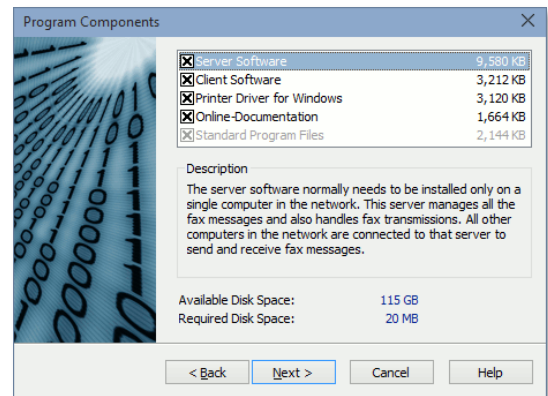 Program Components
Server Software 9,580 KB
Client Software 3,212 KB
Printer Driver for Windows 3,120 KB
Online-Documentation 1,664 KB
Standard Program Files 2,144 KB
Description
The server software normally needs to be installed only on a
single computer in the network. This server manages all the
fax messages and also handles fax transmissions. All other
computers in the network are connected to that server to
send and receive fax messages.
Available Disk Space: 115 GB
Required Disk Space: 20 MB
< Back Next > Cancel Help